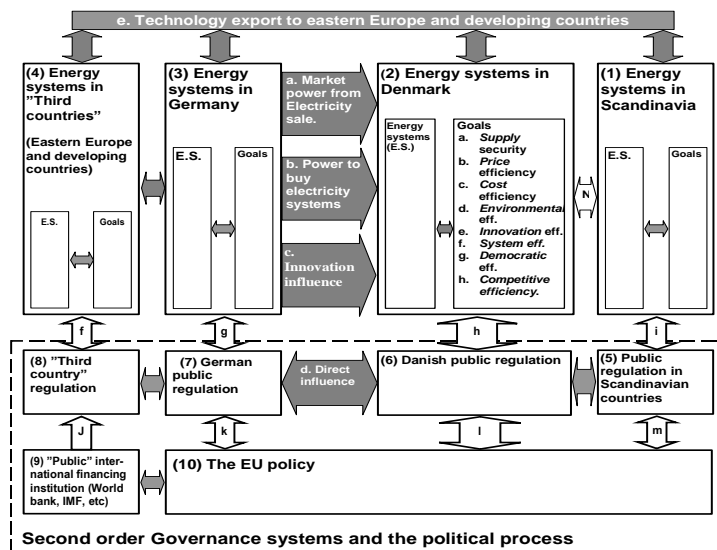 e. Technology export to eastern Europe and developing countries
(4) Energy
systems in
”Third
countries”
(Eastern Europe
and developing
countries)
E.S.
Goals
(3) Energy
systems in
Germany
E.S.
Goals
a. Market
power from
Electricity
sale.
b. Power to
buy
electricity
systems
c.
Innovation
influence
(2) Energy systems in
Denmark
Energy
systems
(E.S.)
Goals
a. Supply
security
b. Price
efficiency
c. Cost
efficiency
d. Environmental
eff.
e. Innovation eff.
f. System eff.
g. Democratic
eff.
h. Competitive
efficiency.
N
(1) Energy
systems in
Scandinavia
E.S.
Goals
f
g
h
i
(8) ”Third
country”
regulation
(7) German
public
regulation
d. Direct
influence
(6) Danish public regulation
(5) Public
regulation in
Scandinavian
countries
J
k
l
m
(9) ”Public” inter-
national financing
institution (World
bank, IMF, etc)
(10) The EU policy
Second order Governance systems and the political process